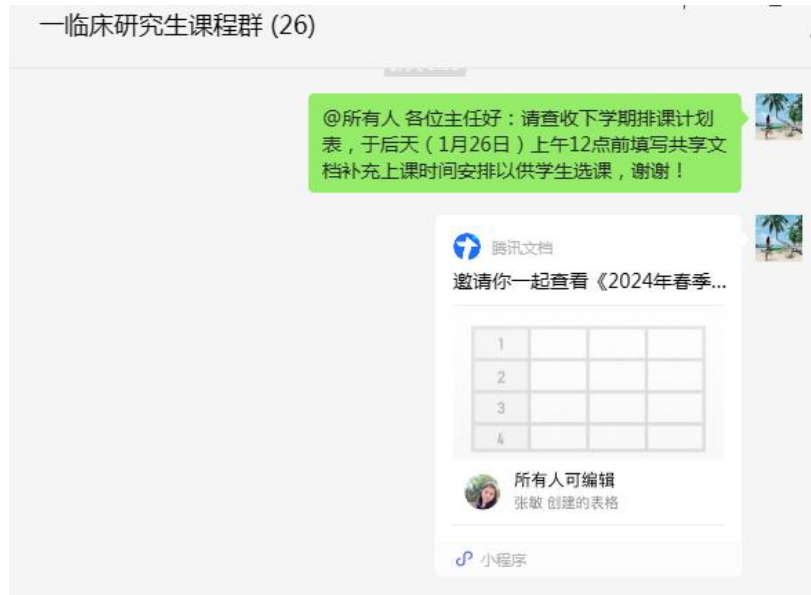 一临床研究生课程群 (26)
@所有人 各位主任好：请查收下学期排课计划
表，于后天（1月26日）上午12点前填写共享文
档补充上课时间安排以供学生选课，谢谢！
腾讯文档
邀请你一起查看《2024年春季...
1
2
3
4
所有人可编辑
张敏 创建的表格
小程序